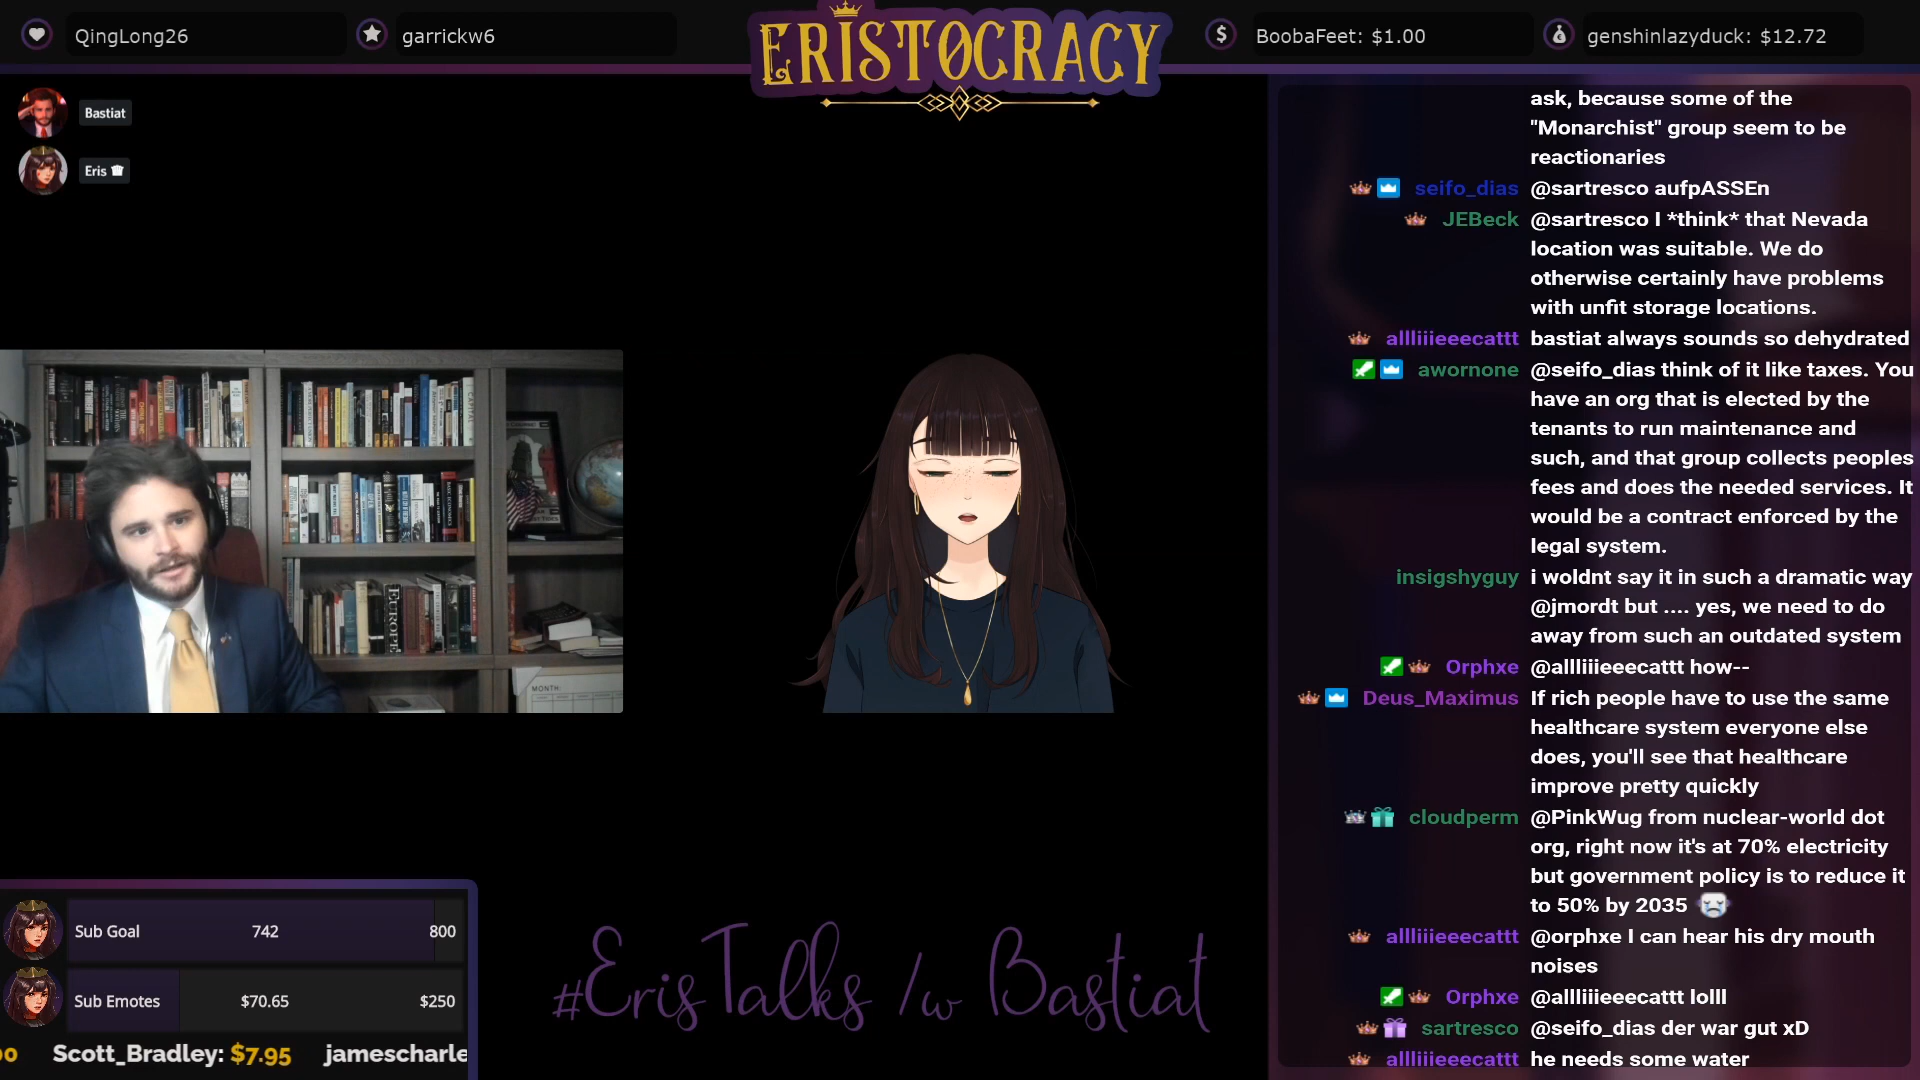 QingLong26
garrickw6
ERISTOCRACY
BoobaFeet: $1.00
genshinlazyduck: $12.72
Bastiat
Eris
EUROPE
MONTH:
ask, because some of the
"Monarchist" group seem to be
reactionaries
seifo_dias @sartresco aufpASSEn
JEBeck @sartresco I *think* that Nevada
location was suitable. We do
otherwise certainly have problems
with unfit storage locations.
allliiieeecattt bastiat always sounds so dehydrated
awornone @seifo_dias think of it like taxes. You
have an org that is elected by the
tenants to run maintenance and
such, and that group collects peoples
fees and does the needed services. It
would be a contract enforced by the
legal system.
insigshyguy i woldnt say it in such a dramatic way
@jmordt but .... yes, we need to do
away from such an outdated system
Orphxe @allliiieeecattt how--
Deus_Maximus If rich people have to use the same
healthcare system everyone else
does, you'll see that healthcare
improve pretty quickly
cloudperm @PinkWug from nuclear-world dot
org, right now it's at 70% electricity
but government policy is to reduce it
to 50% by 2035
allliiieeecattt @orphxe I can hear his dry mouth
noises
Orphxe @allliiieeecattt lolll
sartresco @seifo_dias der war gut xD
allliiieeecattt he needs some water
Sub Goal 742 800
Sub Emotes $70.65 $250
00 Scott_Bradley: $7.95 jamescharle
#ErisTalks /w Bastiat